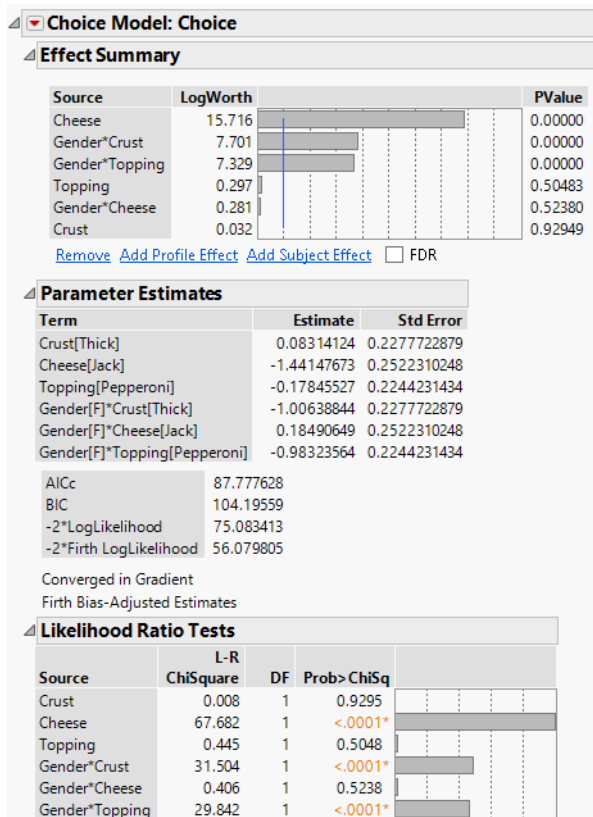 Choice Model: Choice
Effect Summary
Source LogWorth PValue
Cheese 15.716 0.00000
Gender*Crust 7.701 0.00000
Gender*Topping 7.329 0.00000
Topping 0.297 0.50483
Gender*Cheese 0.281 0.52380
Crust 0.032 0.92949
Remove Add Profile Effect Add Subject Effect FDR
Parameter Estimates
Term Estimate Std Error
Crust[Thick] 0.08314124 0.2277722879
Cheese[Jack] -1.44147673 0.2522310248
Topping[Pepperoni] -0.17845527 0.2244231434
Gender[F]*Crust[Thick] -1.00638844 0.2277722879
Gender[F]*Cheese[Jack] 0.18490649 0.2522310248
Gender[F]*Topping[Pepperoni] -0.98323564 0.2244231434
AICc 87.777628
BIC 104.19559
-2*LogLikelihood 75.083413
-2*Firth LogLikelihood 56.079805
Converged in Gradient
Firth Bias-Adjusted Estimates
Likelihood Ratio Tests
L-R
Source ChiSquare DF Prob>ChiSq
Crust 0.008 1 0.9295
Cheese 67.682 1 <.0001*
Topping 0.445 1 0.5048
Gender*Crust 31.504 1 <.0001*
Gender*Cheese 0.406 1 0.5238
Gender*Topping 29.842 1 <.0001*